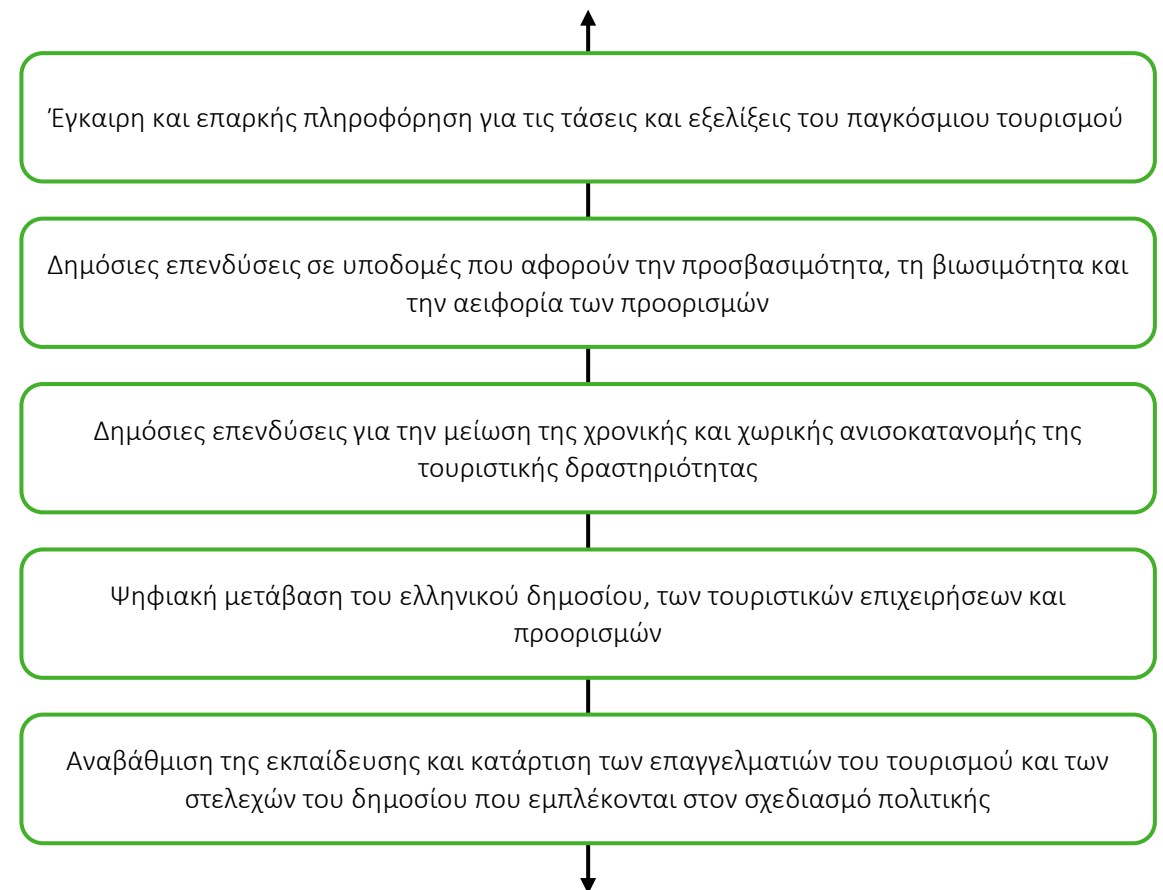 Έγκαιρη και επαρκής πληροφόρηση για τις τάσεις και εξελίξεις του παγκόσμιου τουρισμού
Δημόσιες επενδύσεις σε υποδομές που αφορούν την προσβασιμότητα, τη βιωσιμότητα και
την αειφορία των προορισμών
Δημόσιες επενδύσεις για την μείωση της χρονικής και χωρικής ανισοκατανομής της
τουριστικής δραστηριότητας
Ψηφιακή μετάβαση του ελληνικού δημοσίου, των τουριστικών επιχειρήσεων και
προορισμών
Αναβάθμιση της εκπαίδευσης και κατάρτιση των επαγγελματιών του τουρισμού και των
στελεχών του δημοσίου που εμπλέκονται στον σχεδιασμό πολιτικής